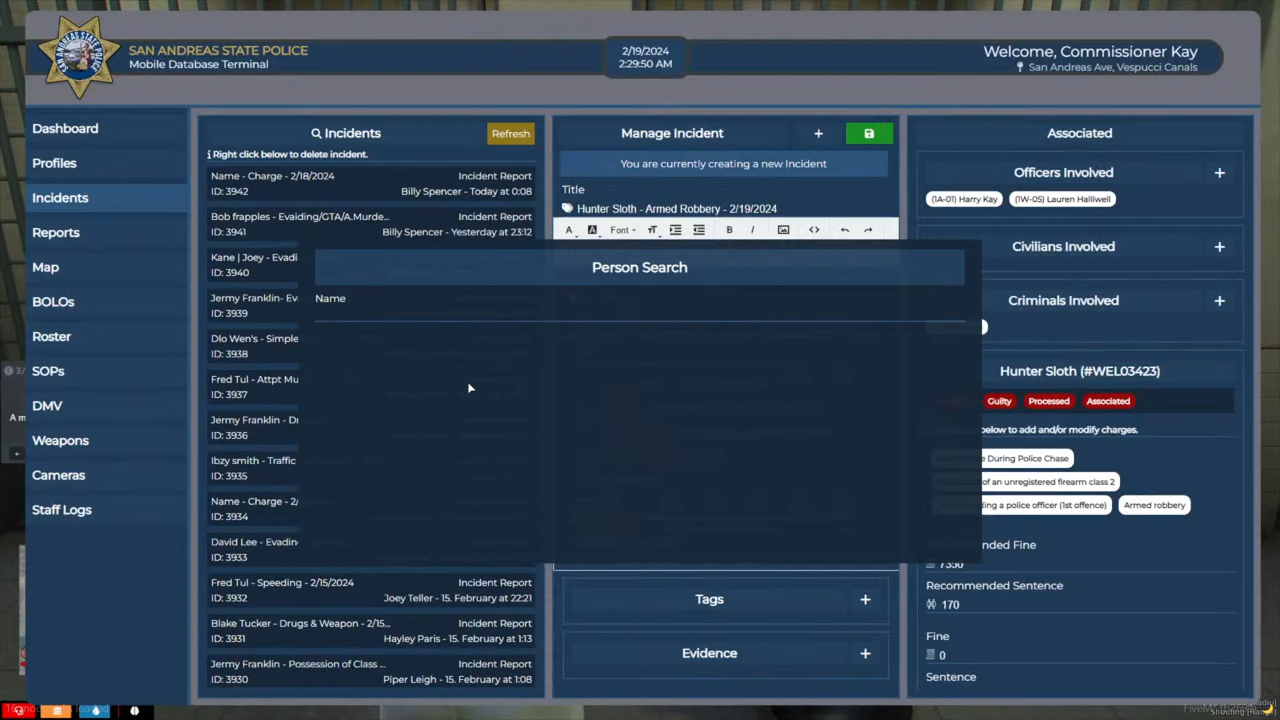 SAN ANDREAS STATE POLICE
Mobile Database Terminal
2/19/2024
2:29:50 AM
Welcome, Commissioner Kay
San Andreas Ave, Vespucci Canals
Dashboard
Profiles
Incidents
Reports
Map
BOLOs
Roster
SOPs
DMV
Weapons
Cameras
Staff Logs
Incidents
Refresh
Right click below to delete incident.
Name - Charge - 2/18/2024 Incident Report
ID: 3942 Billy Spencer - Today at 0:08
Bob frapples - Evaiding/GTA/A.Murde... Incident Report
ID: 3941 Billy Spencer - Yesterday at 23:12
Kane | Joey - Evadi
ID: 3940
Jermy Franklin- Ev
ID: 3939
Dlo Wen's - Simple
ID: 3938
Fred Tul - Attpt Mu
ID: 3937
Jermy Franklin - Dr
ID: 3936
Ibzy smith - Traffic
ID: 3935
Name - Charge - 2/
ID: 3934
David Lee - Evadin
ID: 3933
Fred Tul - Speeding - 2/15/2024 Incident Report
ID: 3932 Joey Teller - 15. February at 22:21
Blake Tucker - Drugs & Weapon - 2/15... Incident Report
ID: 3931 Hayley Paris - 15. February at 1:13
Jermy Franklin - Possession of Class ... Incident Report
ID: 3930 Piper Leigh - 15. February at 1:08
Manage Incident +
You are currently creating a new Incident
Title
Hunter Sloth - Armed Robbery - 2/19/2024
A A Font B I
Person Search
Name
Tags +
Evidence +
Associated
Officers Involved +
(1A-01) Harry Kay (1W-05) Lauren Halliwell
Civilians Involved +
Criminals Involved +
Hunter Sloth (#WEL03423)
Guilty Processed Associated
below to add and/or modify charges.
During Police Chase
of an unregistered firearm class 2
ing a police officer (1st offence) Armed robbery
nded Fine
7350
Recommended Sentence
170
Fine
0
Sentence